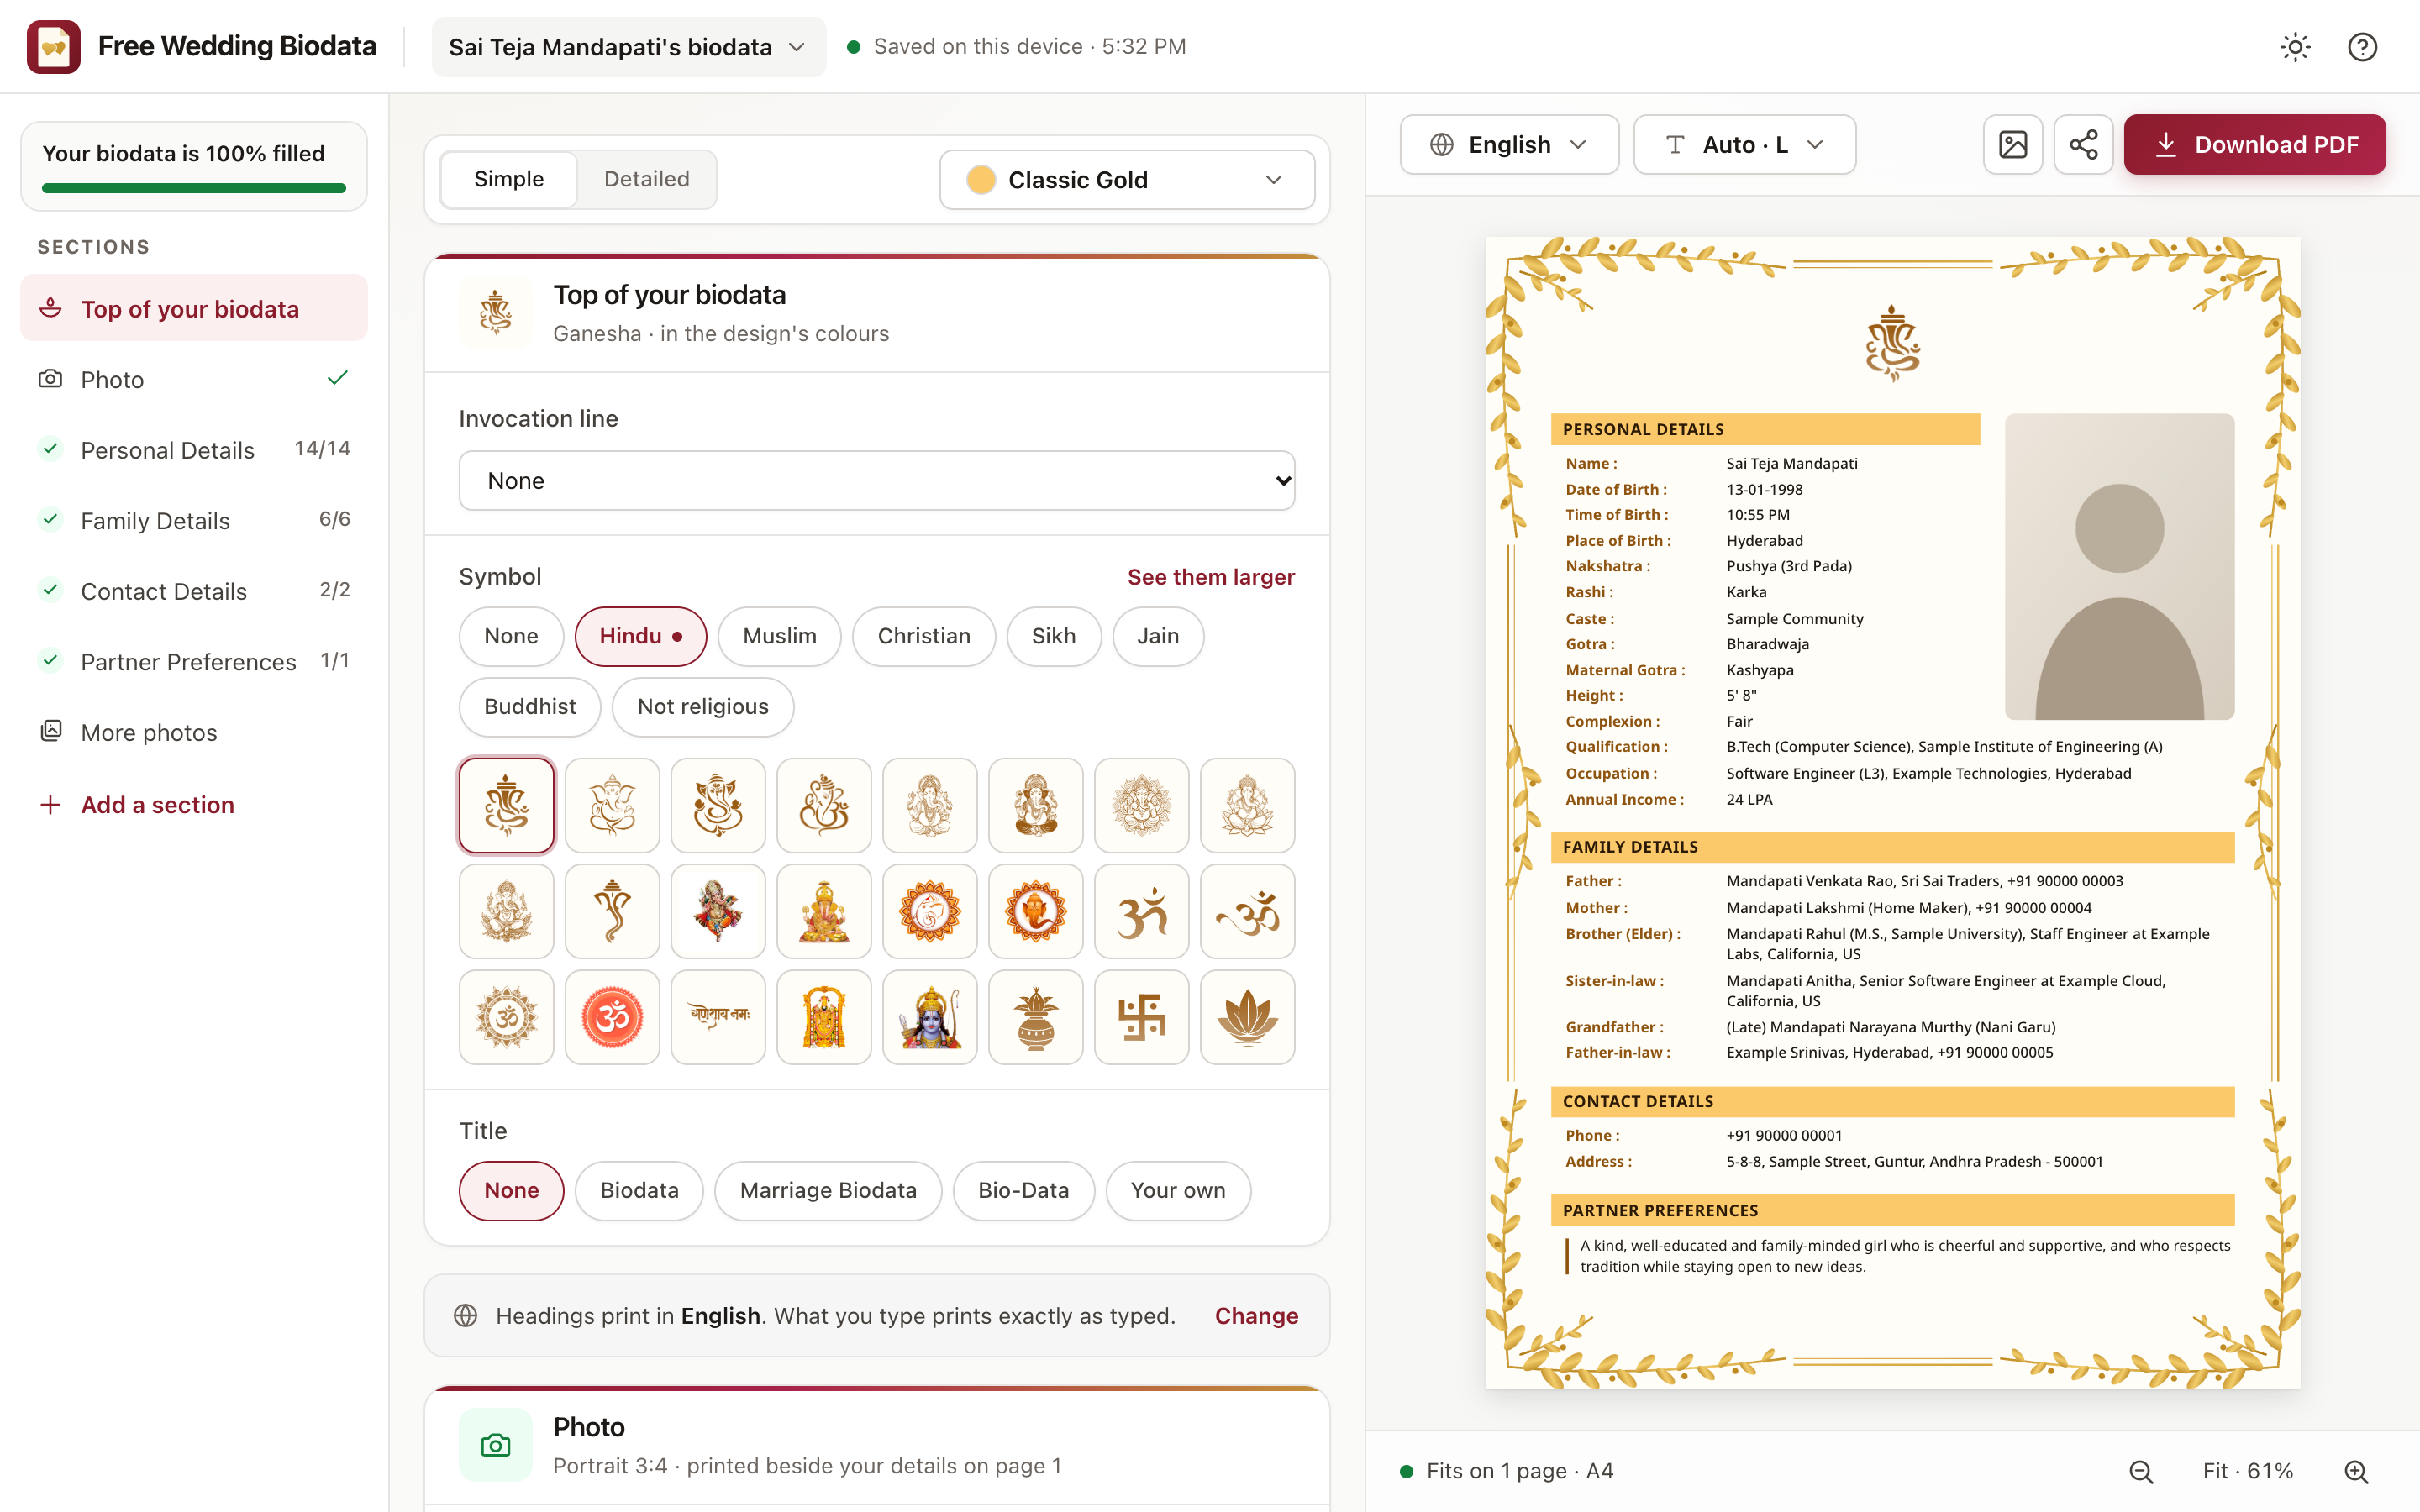 Free Wedding Biodata
Sai Teja Mandapati's biodata
Saved on this device · 5:32 PM
Your biodata is 100% filled
SECTIONS
Top of your biodata
Photo
Personal Details 14/14
Family Details 6/6
Contact Details 2/2
Partner Preferences 1/1
More photos
Add a section
Simple
Detailed
Classic Gold
Top of your biodata
Ganesha · in the design's colours
Invocation line
None
Symbol
See them larger
None
Hindu
Muslim
Christian
Sikh
Jain
Buddhist
Not religious
ॐ
ॐ
ॐ
ॐ
Title
None
Biodata
Marriage Biodata
Bio-Data
Your own
Headings print in English. What you type prints exactly as typed.
Change
Photo
Portrait 3:4 · printed beside your details on page 1
English
Auto · L
Download PDF
PERSONAL DETAILS
Name : Sai Teja Mandapati
Date of Birth : 13-01-1998
Time of Birth : 10:55 PM
Place of Birth : Hyderabad
Nakshatra : Pushya (3rd Pada)
Rashi : Karka
Caste : Sample Community
Gotra : Bharadwaja
Maternal Gotra : Kashyapa
Height : 5' 8"
Complexion : Fair
Qualification : B.Tech (Computer Science), Sample Institute of Engineering (A)
Occupation : Software Engineer (L3), Example Technologies, Hyderabad
Annual Income : 24 LPA
FAMILY DETAILS
Father : Mandapati Venkata Rao, Sri Sai Traders, +91 90000 00003
Mother : Mandapati Lakshmi (Home Maker), +91 90000 00004
Brother (Elder) : Mandapati Rahul (M.S., Sample University), Staff Engineer at Example
Labs, California, US
Sister-in-law : Mandapati Anitha, Senior Software Engineer at Example Cloud,
California, US
Grandfather : (Late) Mandapati Narayana Murthy (Nani Garu)
Father-in-law : Example Srinivas, Hyderabad, +91 90000 00005
CONTACT DETAILS
Phone : +91 90000 00001
Address : 5-8-8, Sample Street, Guntur, Andhra Pradesh - 500001
PARTNER PREFERENCES
A kind, well-educated and family-minded girl who is cheerful and supportive, and who respects
tradition while staying open to new ideas.
Fits on 1 page · A4
Fit · 61%